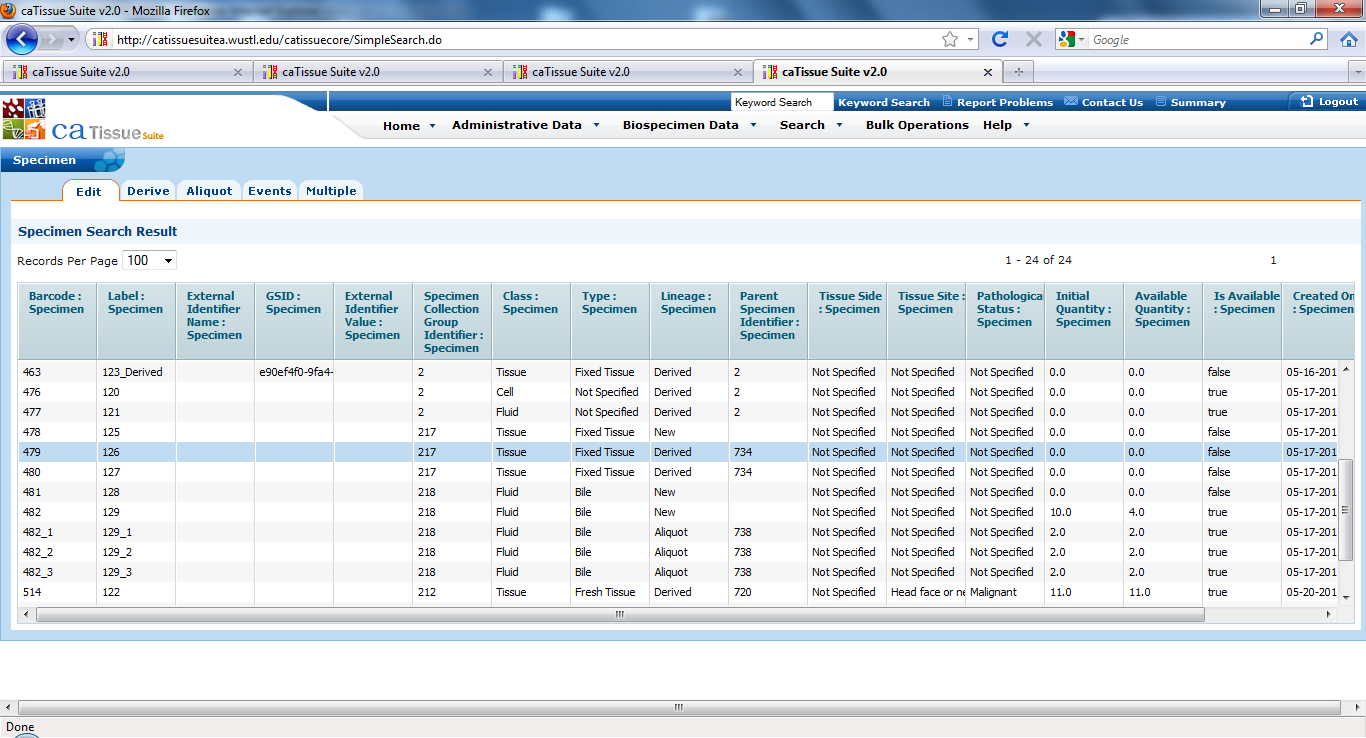 caTissue Suite v2.0 - Mozilla Firefox
http://catissuesuitea.wustl.edu/catissuecore/SimpleSearch.do
Google
caTissue Suite v2.0
caTissue Suite v2.0
caTissue Suite v2.0
caTissue Suite v2.0
Keyword Search
Keyword Search Report Problems Contact Us Summary Logout
ca Tissue Suite
Home Administrative Data Biospecimen Data Search Bulk Operations Help
Specimen
Edit Derive Aliquot Events Multiple
Specimen Search Result
Records Per Page 100 1 - 24 of 24 1
Barcode : Specimen Label : Specimen External Identifier Name : Specimen GSID : Specimen External Identifier Value : Specimen Specimen Collection Group Identifier : Specimen Class : Specimen Type : Specimen Lineage : Specimen Parent Specimen Identifier : Specimen Tissue Side : Specimen Tissue Site : Specimen Pathologica Status : Specimen Initial Quantity : Specimen Available Quantity : Specimen Is Available : Specimen Created On : Specimen
463 123_Derived e90ef4f0-9fa4- 2 Tissue Fixed Tissue Derived 2 Not Specified Not Specified Not Specified 0.0 0.0 false 05-16-201
476 120 2 Cell Not Specified Derived 2 Not Specified Not Specified Not Specified 0.0 0.0 true 05-17-201
477 121 2 Fluid Not Specified Derived 2 Not Specified Not Specified Not Specified 0.0 0.0 true 05-17-201
478 125 217 Tissue Fixed Tissue New Not Specified Not Specified Not Specified 0.0 0.0 false 05-17-201
479 126 217 Tissue Fixed Tissue Derived 734 Not Specified Not Specified Not Specified 0.0 0.0 false 05-17-201
480 127 217 Tissue Fixed Tissue Derived 734 Not Specified Not Specified Not Specified 0.0 0.0 false 05-17-201
481 128 218 Fluid Bile New Not Specified Not Specified Not Specified 0.0 0.0 false 05-17-201
482 129 218 Fluid Bile New Not Specified Not Specified Not Specified 10.0 4.0 true 05-17-201
482_1 129_1 218 Fluid Bile Aliquot 738 Not Specified Not Specified Not Specified 2.0 2.0 true 05-17-201
482_2 129_2 218 Fluid Bile Aliquot 738 Not Specified Not Specified Not Specified 2.0 2.0 true 05-17-201
482_3 129_3 218 Fluid Bile Aliquot 738 Not Specified Not Specified Not Specified 2.0 2.0 true 05-17-201
514 122 212 Tissue Fresh Tissue Derived 720 Not Specified Head face or ne Malignant 11.0 11.0 true 05-20-201
Done